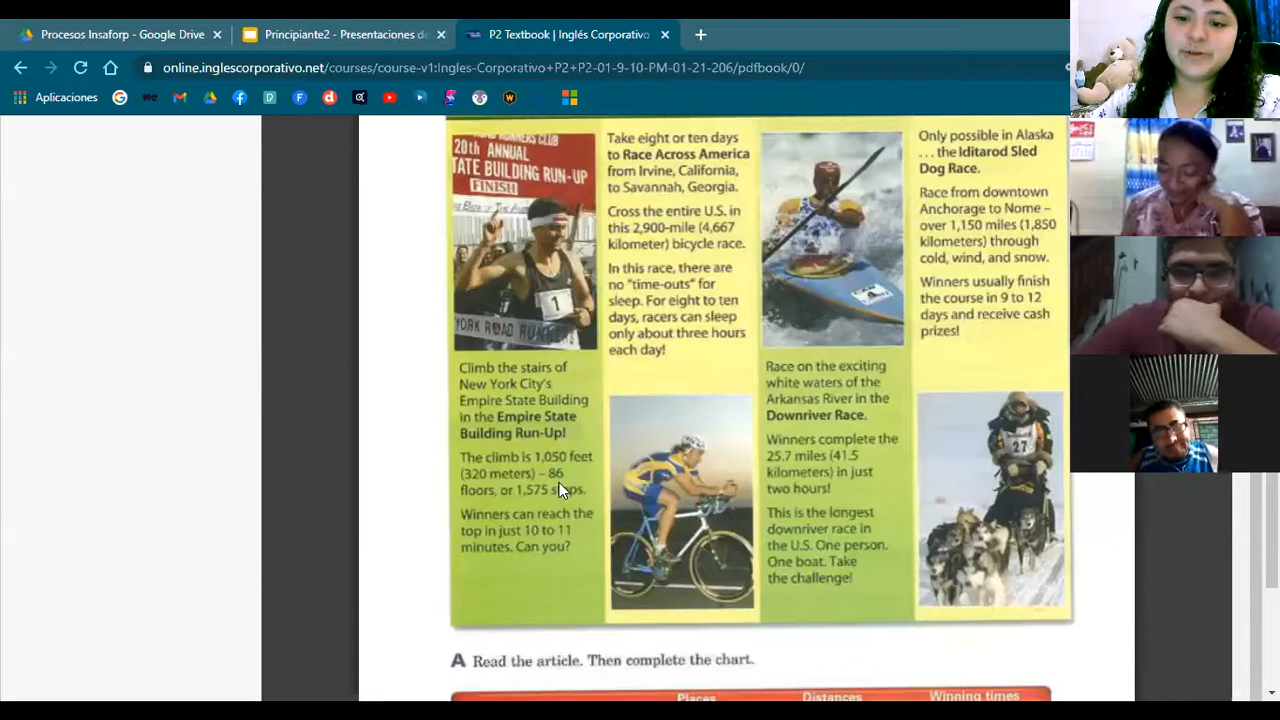 Procesos Insaforp - Google Drive
Principiante2 - Presentaciones de
P2 Textbook | Inglés Corporativo
online.inglescorporativo.net/courses/course-v1:Ingles-Corporativo+P2+P2-01-9-10-PM-01-21-206/pdfbook/0/
Aplicaciones
CLUB
20th ANNUAL
TATE BUILDING RUN-UP
FINISH
1
YORK ROAD
Climb the stairs of
New York City's
Empire State Building
in the Empire State
Building Run-Up!
The climb is 1,050 feet
(320 meters) – 86
floors, or 1,575
Winners can reach the
top in just 10 to 11
minutes. Can you?
Take eight or ten days
to Race Across America
from Irvine, California,
to Savannah, Georgia.
Cross the entire U.S. in
this 2,900-mile (4,667
kilometer) bicycle race.
In this race, there are
no "time-outs" for
sleep. For eight to ten
days, racers can sleep
only about three hours
each day!
Race on the exciting
white waters of the
Arkansas River in the
Downriver Race.
Winners complete the
25.7 miles (41.5
kilometers) in just
two hours!
This is the longest
downriver race in
the U.S. One person.
One boat. Take
the challenge!
Only possible in Alaska
. . . the Iditarod Sled
Dog Race.
Race from downtown
Anchorage to Nome –
over 1,150 miles (1,850
kilometers) through
cold, wind, and snow.
Winners usually finish
the course in 9 to 12
days and receive cash
prizes!
27
A Read the article. Then complete the chart.
Places Distances Winning times